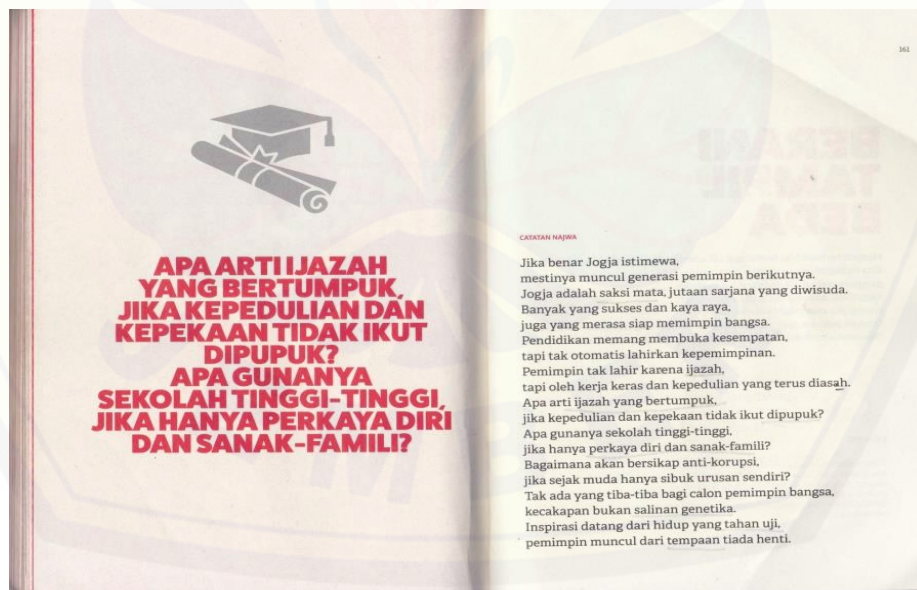 APA ARTI IJAZAH
YANG BERTUMPUK,
JIKA KEPEDULIAN DAN
KEPEKAAN TIDAK IKUT
DIPUPUK?
APA GUNANYA
SEKOLAH TINGGI-TINGGI,
JIKA HANYA PERKAYA DIRI
DAN SANAK-FAMILI?
161
CATATAN NAJWA
Jika benar Jogja istimewa,
mestinya muncul generasi pemimpin berikutnya.
Jogja adalah saksi mata, jutaan sarjana yang diwisuda.
Banyak yang sukses dan kaya raya,
juga yang merasa siap memimpin bangsa.
Pendidikan memang membuka kesempatan,
tapi tak otomatis lahirkan kepemimpinan.
Pemimpin tak lahir karena ijazah,
tapi oleh kerja keras dan kepedulian yang terus diasah.
Apa arti ijazah yang bertumpuk,
jika kepedulian dan kepekaan tidak ikut dipupuk?
Apa gunanya sekolah tinggi-tinggi,
jika hanya perkaya diri dan sanak-famili?
Bagaimana akan bersikap anti-korupsi,
jika sejak muda hanya sibuk urusan sendiri?
Tak ada yang tiba-tiba bagi calon pemimpin bangsa,
kecakapan bukan salinan genetika.
Inspirasi datang dari hidup yang tahan uji,
pemimpin muncul dari tempaan tiada henti.